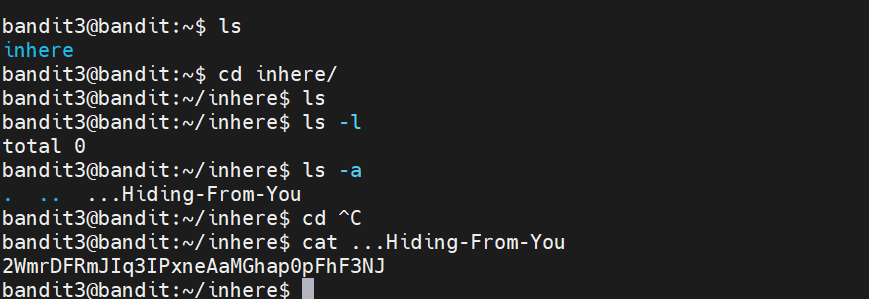 bandit3@bandit:~$ ls
inhere
bandit3@bandit:~$ cd inhere/
bandit3@bandit:~/inhere$ ls
bandit3@bandit:~/inhere$ ls -l
total 0
bandit3@bandit:~/inhere$ ls -a
.  ..  ...Hiding-From-You
bandit3@bandit:~/inhere$ cd ^C
bandit3@bandit:~/inhere$ cat ...Hiding-From-You
2WmrDFRmJIq3IPxneAaMGhap0pFhF3NJ
bandit3@bandit:~/inhere$